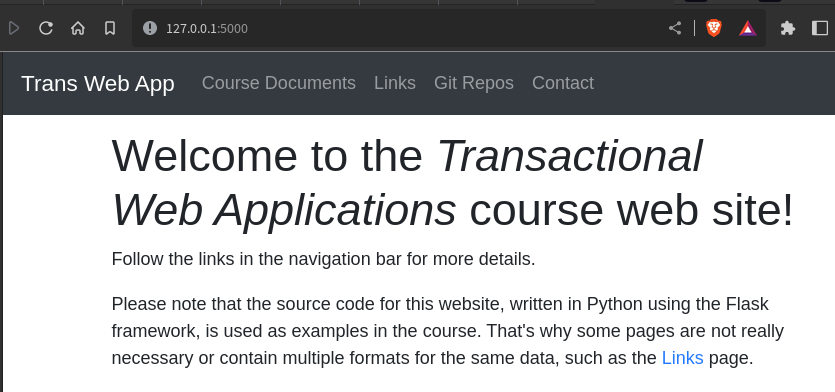 127.0.0.1:5000
Trans Web App Course Documents Links Git Repos Contact
Welcome to the Transactional
Web Applications course web site!
Follow the links in the navigation bar for more details.
Please note that the source code for this website, written in Python using the Flask
framework, is used as examples in the course. That's why some pages are not really
necessary or contain multiple formats for the same data, such as the Links page.